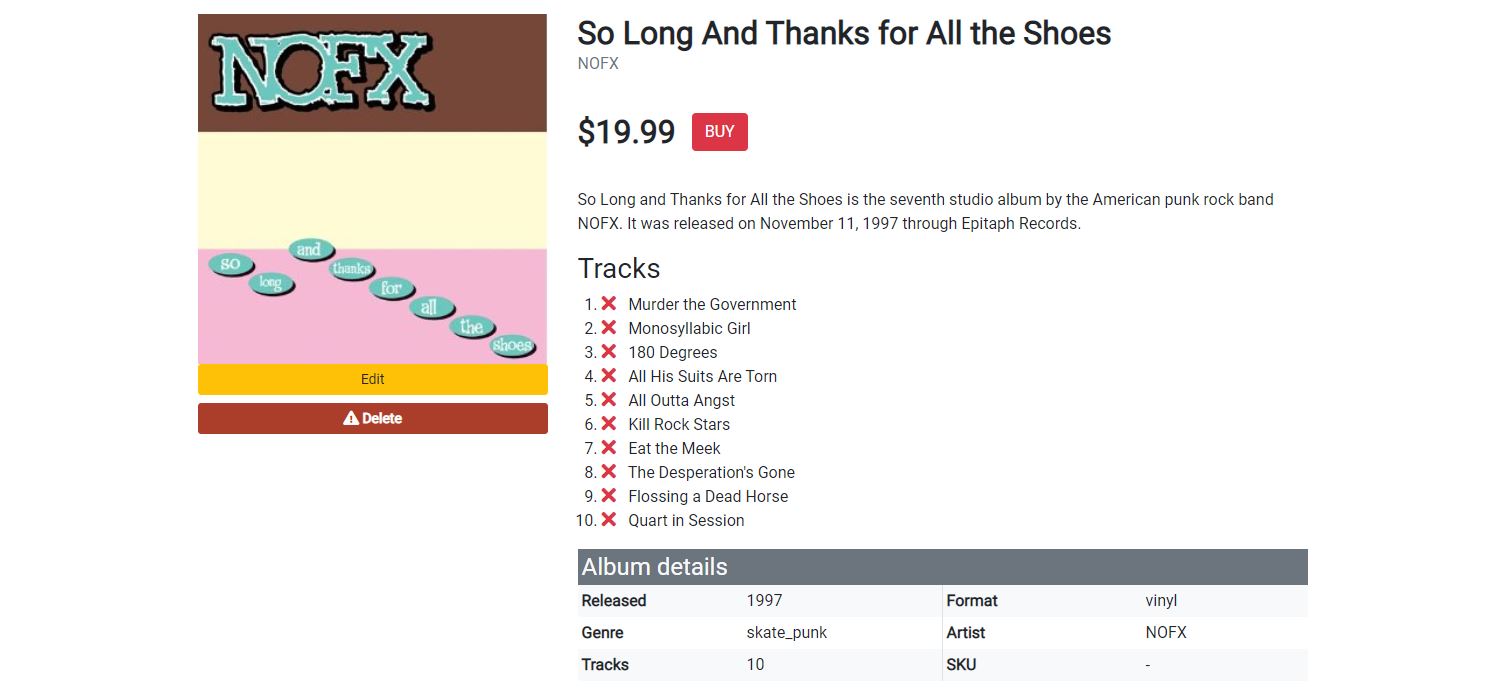 NOFX
so
long
and
thanks
for
all
the
shoes
Edit
Delete
So Long And Thanks for All the Shoes
NOFX
$19.99 BUY
So Long and Thanks for All the Shoes is the seventh studio album by the American punk rock band
NOFX. It was released on November 11, 1997 through Epitaph Records.
Tracks
1. Murder the Government
2. Monosyllabic Girl
3. 180 Degrees
4. All His Suits Are Torn
5. All Outta Angst
6. Kill Rock Stars
7. Eat the Meek
8. The Desperation's Gone
9. Flossing a Dead Horse
10. Quart in Session
Album details
Released 1997 Format vinyl
Genre skate_punk Artist NOFX
Tracks 10 SKU -